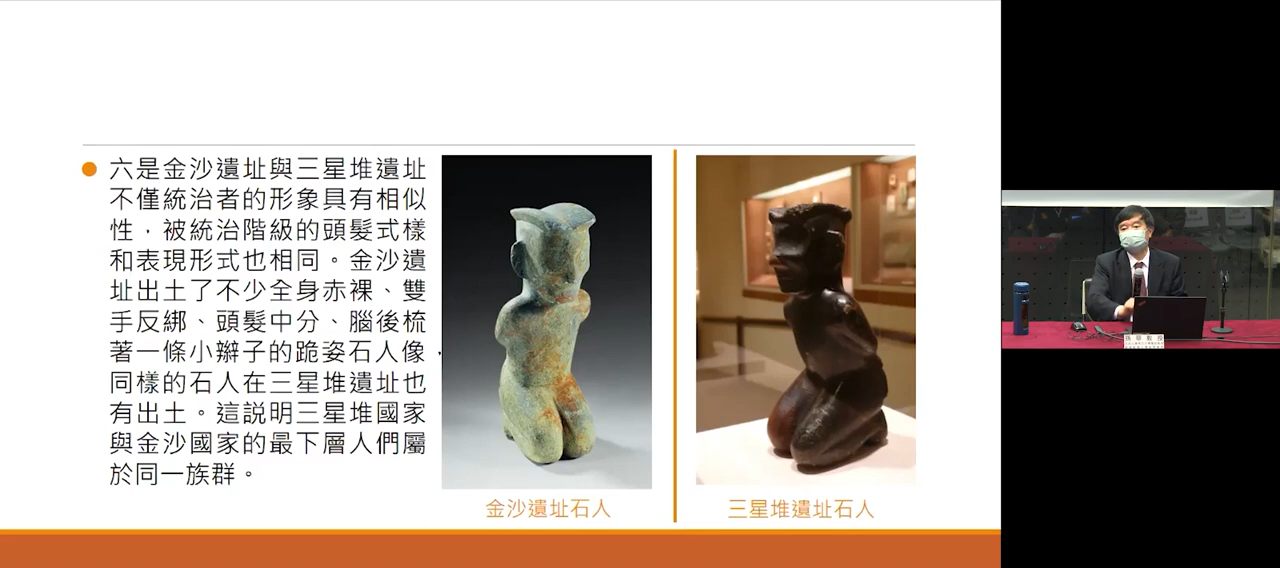 六是金沙遺址與三星堆遺址
不僅統治者的形象具有相似
性，被統治階級的頭髮式樣
和表現形式也相同。金沙遺
址出土了不少全身赤裸、雙
手反綁、頭髮中分、腦後梳
著一條小辮子的跪姿石人像，
同樣的石人在三星堆遺址也
有出土。這説明三星堆國家
與金沙國家的最下層人們屬
於同一族群。
金沙遺址石人
三星堆遺址石人
孫華教授